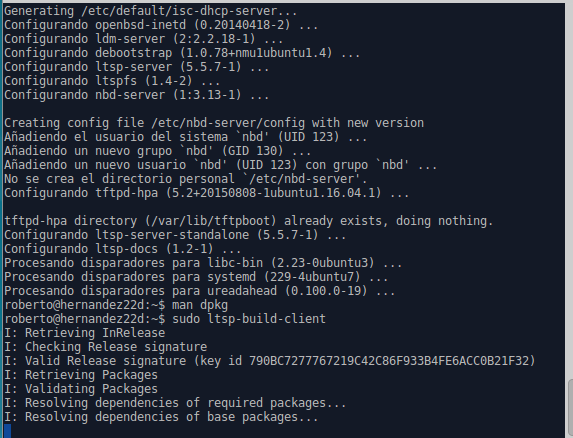 Generating /etc/default/isc-dhcp-server...
Configurando openbsd-inetd (0.20140418-2) ...
Configurando ldm-server (2:2.2.18-1) ...
Configurando debootstrap (1.0.78+nmu1ubuntu1.4) ...
Configurando ltsp-server (5.5.7-1) ...
Configurando ltspfs (1.4-2) ...
Configurando nbd-server (1:3.13-1) ...
Creating config file /etc/nbd-server/config with new version
Añadiendo el usuario del sistema `nbd' (UID 123) ...
Añadiendo un nuevo grupo `nbd' (GID 130) ...
Añadiendo un nuevo usuario `nbd' (UID 123) con grupo `nbd' ...
No se crea el directorio personal `/etc/nbd-server'.
Configurando tftpd-hpa (5.2+20150808-1ubuntu1.16.04.1) ...
tftpd-hpa directory (/var/lib/tftpboot) already exists, doing nothing.
Configurando ltsp-server-standalone (5.5.7-1) ...
Configurando ltsp-docs (1.2-1) ...
Procesando disparadores para libc-bin (2.23-0ubuntu3) ...
Procesando disparadores para systemd (229-4ubuntu7) ...
Procesando disparadores para ureadahead (0.100.0-19) ...
roberto@hernandez22d:~$ man dpkg
roberto@hernandez22d:~$ sudo ltsp-build-client
I: Retrieving InRelease
I: Checking Release signature
I: Valid Release signature (key id 790BC7277767219C42C86F933B4FE6ACC0B21F32)
I: Retrieving Packages
I: Validating Packages
I: Resolving dependencies of required packages...
I: Resolving dependencies of base packages...